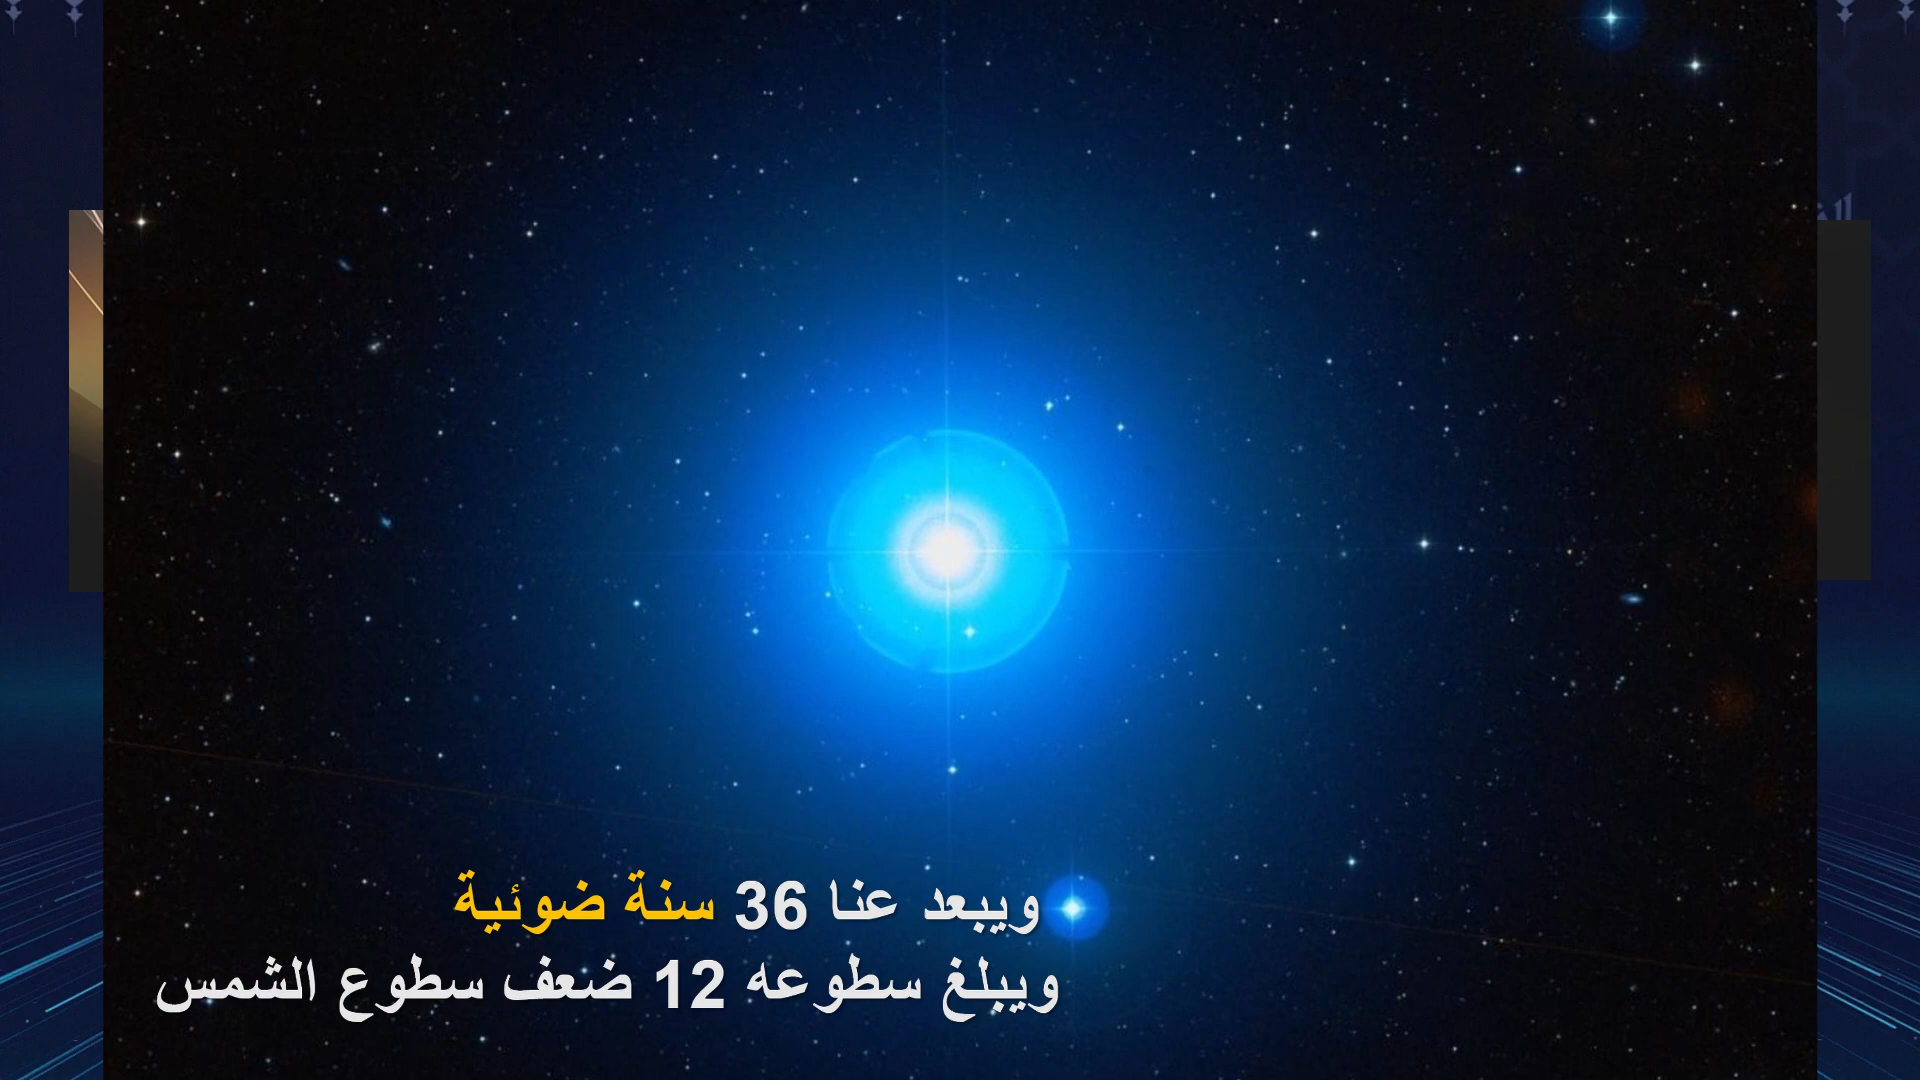 ويبعد عنا 36 سنة ضوئية
ويبلغ سطوعه 12 ضعف سطوع الشمس